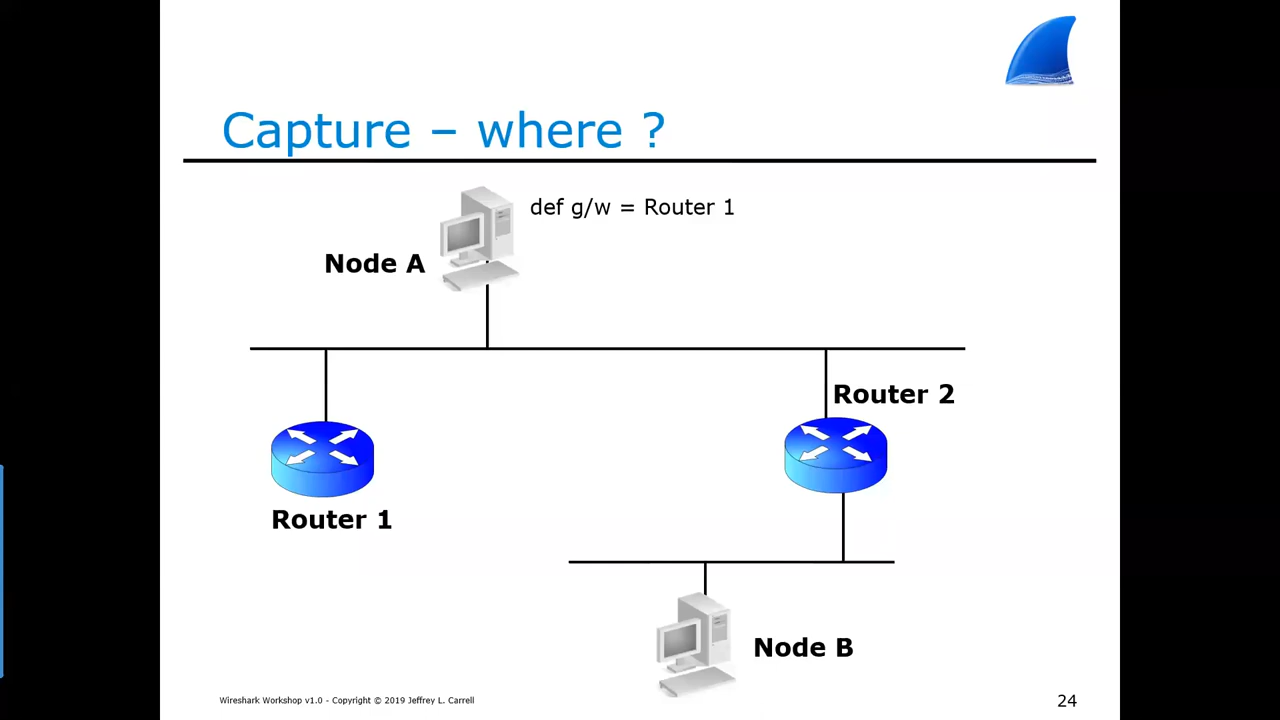 Capture – where ?
def g/w = Router 1
Node A
Router 2
Router 1
Node B
Wireshark Workshop v1.0 - Copyright © 2019 Jeffrey L. Carrell
24